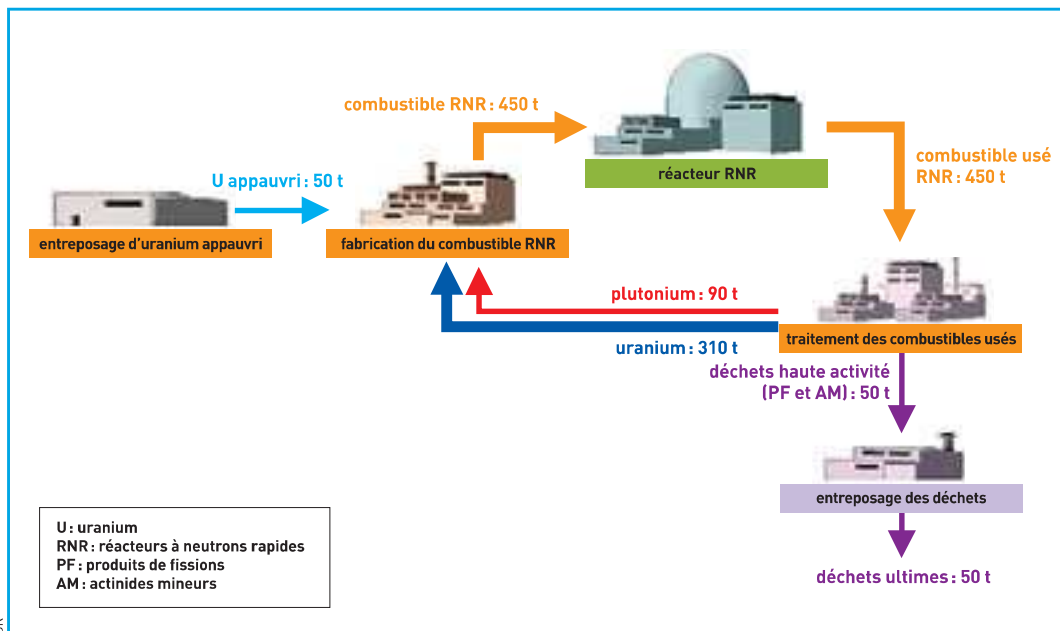 combustible RNR : 450 t
réacteur RNR
combustible usé
RNR : 450 t
U appauvri : 50 t
entreposage d'uranium appauvri
fabrication du combustible RNR
plutonium : 90 t
uranium : 310 t
traitement des combustibles usés
déchets haute activité
(PF et AM) : 50 t
entreposage des déchets
déchets ultimes : 50 t
U : uranium
RNR : réacteurs à neutrons rapides
PF : produits de fissions
AM : actinides mineurs